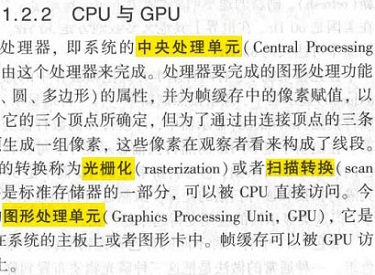 1.2.2 CPU 与 GPU
处理器，即系统的中央处理单元(Central Processing
由这个处理器来完成。处理器要完成的图形处理功能
、圆、多边形)的属性，并为帧缓存中的像素赋值，以
它的三个顶点所确定，但为了通过由连接顶点的三条
生成一组像素，这些像素在观察者看来构成了线段。
的转换称为光栅化(rasterization)或者扫描转换(scan
是标准存储器的一部分，可以被 CPU 直接访问。今
图形处理单元(Graphics Processing Unit, GPU)，它是
在系统的主板上或者图形卡中。帧缓存可以被 GPU 访
上。